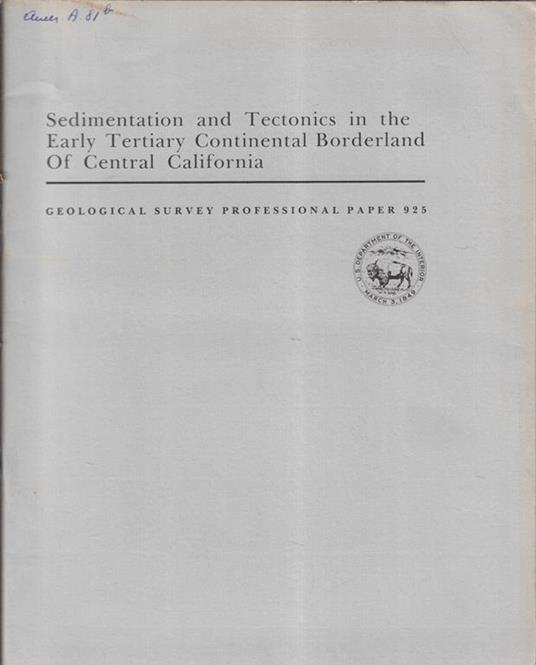 Amer. A. 81 b
Sedimentation and Tectonics in the
Early Tertiary Continental Borderland
Of Central California
GEOLOGICAL SURVEY PROFESSIONAL PAPER 925
U.S. DEPARTMENT OF THE INTERIOR
MARCH 3, 1849